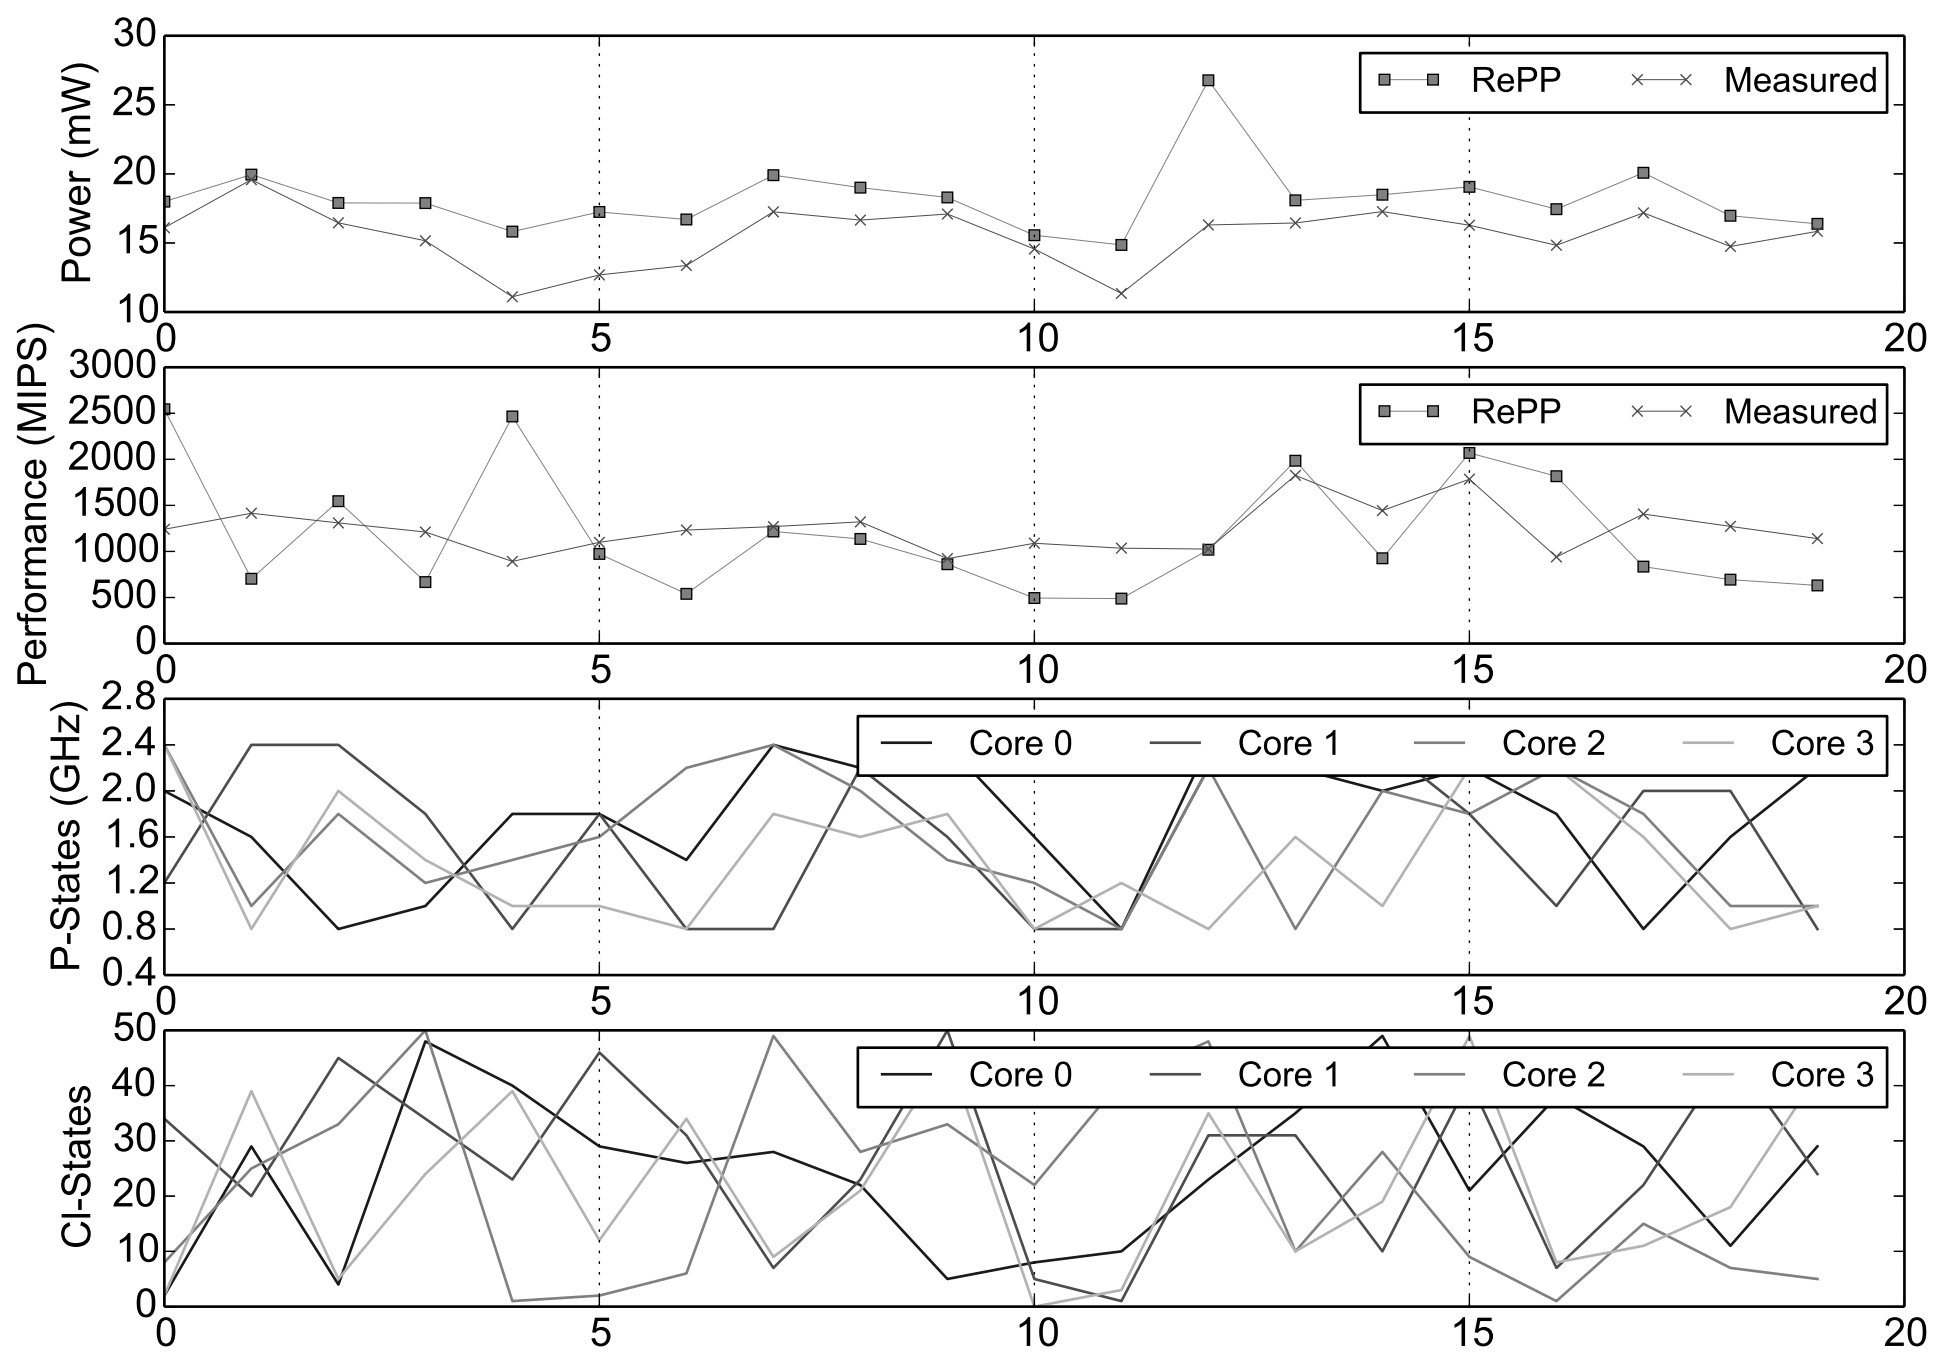 Power (mW)
30
25
20
15
10
RePP Measured
0 5 10 15 20
Performance (MIPS)
3000
2500
2000
1500
1000
500
0
RePP Measured
0 5 10 15 20
P-States (GHz)
2.8
2.4
2.0
1.6
1.2
0.8
0.4
Core 0 Core 1 Core 2 Core 3
0 5 10 15 20
CI-States
50
40
30
20
10
0
Core 0 Core 1 Core 2 Core 3
0 5 10 15 20